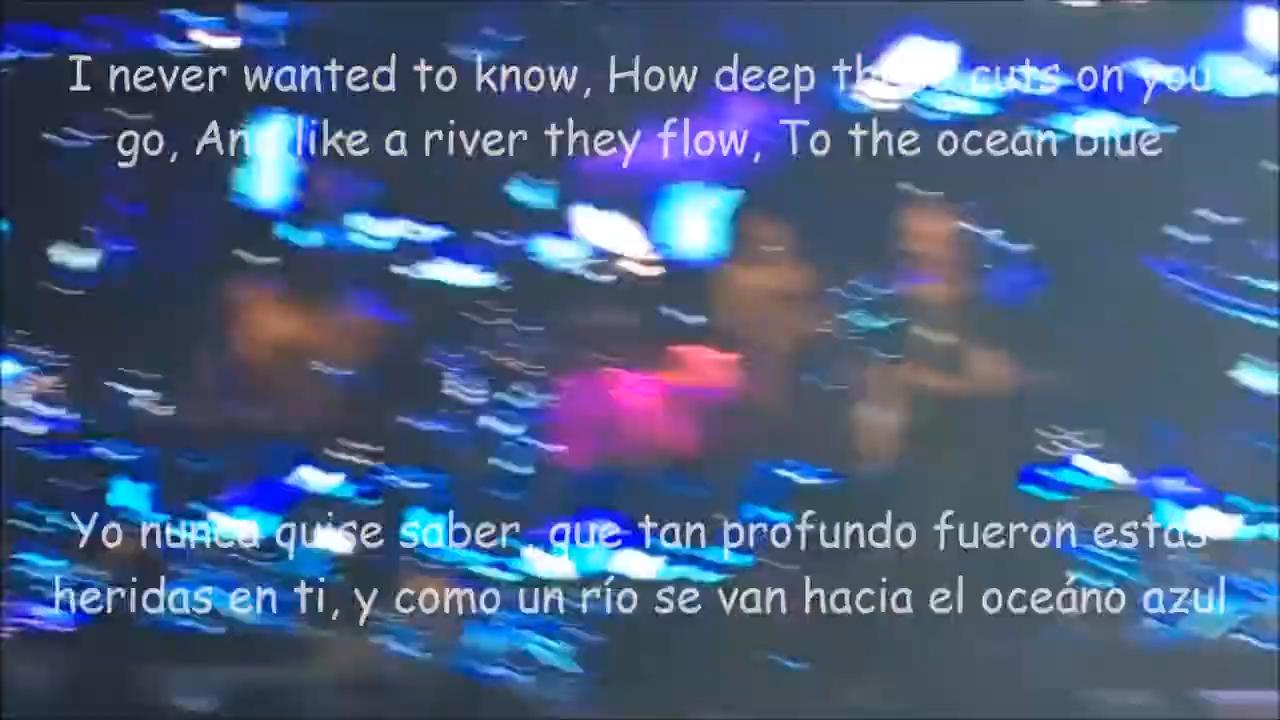 I never wanted to know, How deep these cuts on you
go, And like a river they flow, To the ocean blue
Yo nunca quise saber, que tan profundo fueron estas
heridas en ti, y como un río se van hacia el oceáno azul